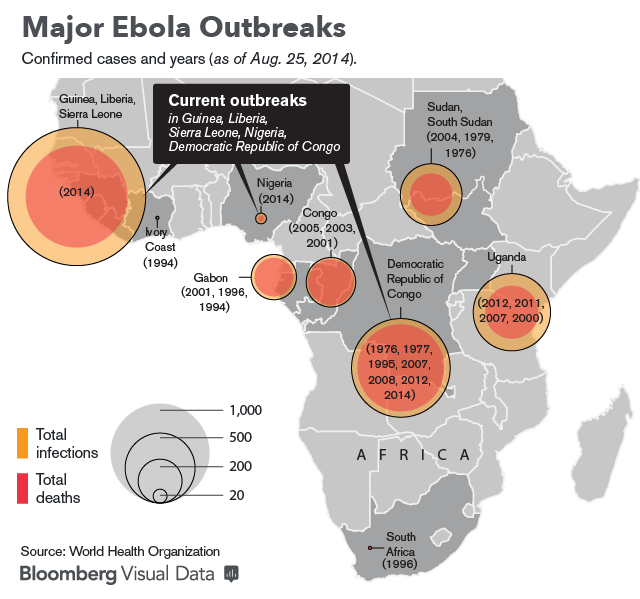 Major Ebola Outbreaks
Confirmed cases and years (as of Aug. 25, 2014).
Guinea, Liberia,
Sierra Leone
(2014)
Current outbreaks
in Guinea, Liberia,
Sierra Leone, Nigeria,
Democratic Republic of Congo
Sudan,
South Sudan
(2004, 1979,
1976)
Nigeria
(2014)
Ivory
Coast
(1994)
Congo
(2005, 2003,
2001)
Gabon
(2001, 1996,
1994)
Democratic
Republic of
Congo
(1976, 1977,
1995, 2007,
2008, 2012,
2014)
Uganda
(2012, 2011,
2007, 2000)
AFRICA
South
Africa
(1996)
Total
infections
Total
deaths
1,000
500
200
20
Source: World Health Organization
Bloomberg Visual Data